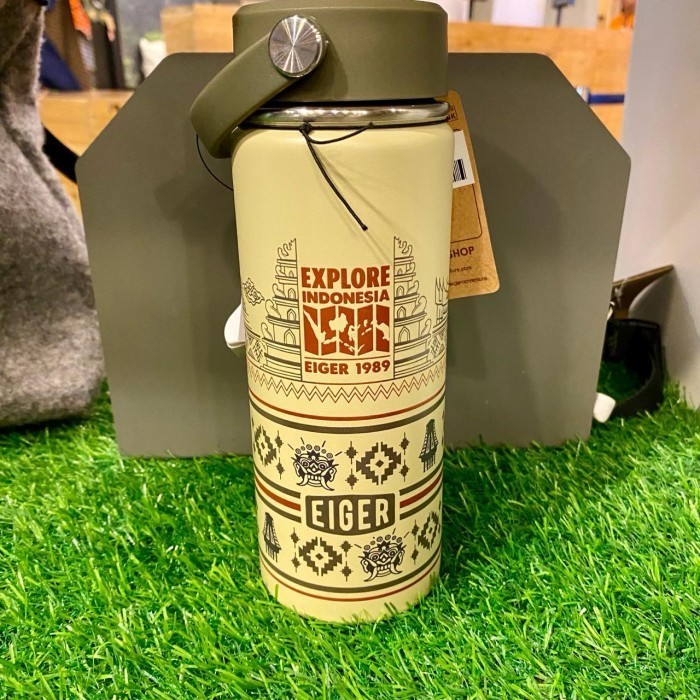 EXPLORE
INDONESIA
EIGER 1989
EIGER
SHOP